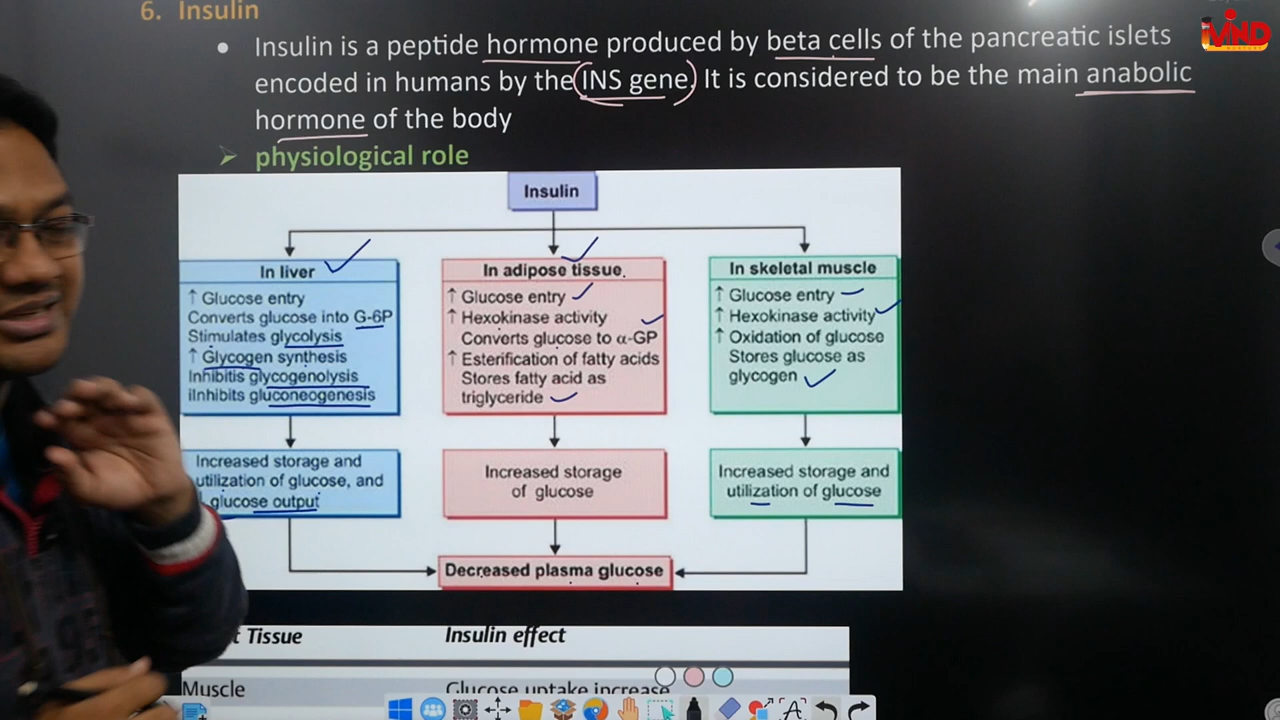 6. Insulin
• Insulin is a peptide hormone produced by beta cells of the pancreatic islets
encoded in humans by the INS gene. It is considered to be the main anabolic
hormone of the body
➢ physiological role
Insulin
In liver
↑ Glucose entry
Converts glucose into G-6P
Stimulates glycolysis
↑ Glycogen synthesis
Inhibitis glycogenolysis
iInhibits gluconeogenesis
Increased storage and
utilization of glucose, and
glucose output
In adipose tissue
↑ Glucose entry
↑ Hexokinase activity
Converts glucose to α-GP
↑ Esterification of fatty acids
Stores fatty acid as
triglyceride
Increased storage
of glucose
In skeletal muscle
↑ Glucose entry
↑ Hexokinase activity
↑ Oxidation of glucose
Stores glucose as
glycogen
Increased storage and
utilization of glucose
Decreased plasma glucose
Tissue Insulin effect
Muscle Glucose uptake increase